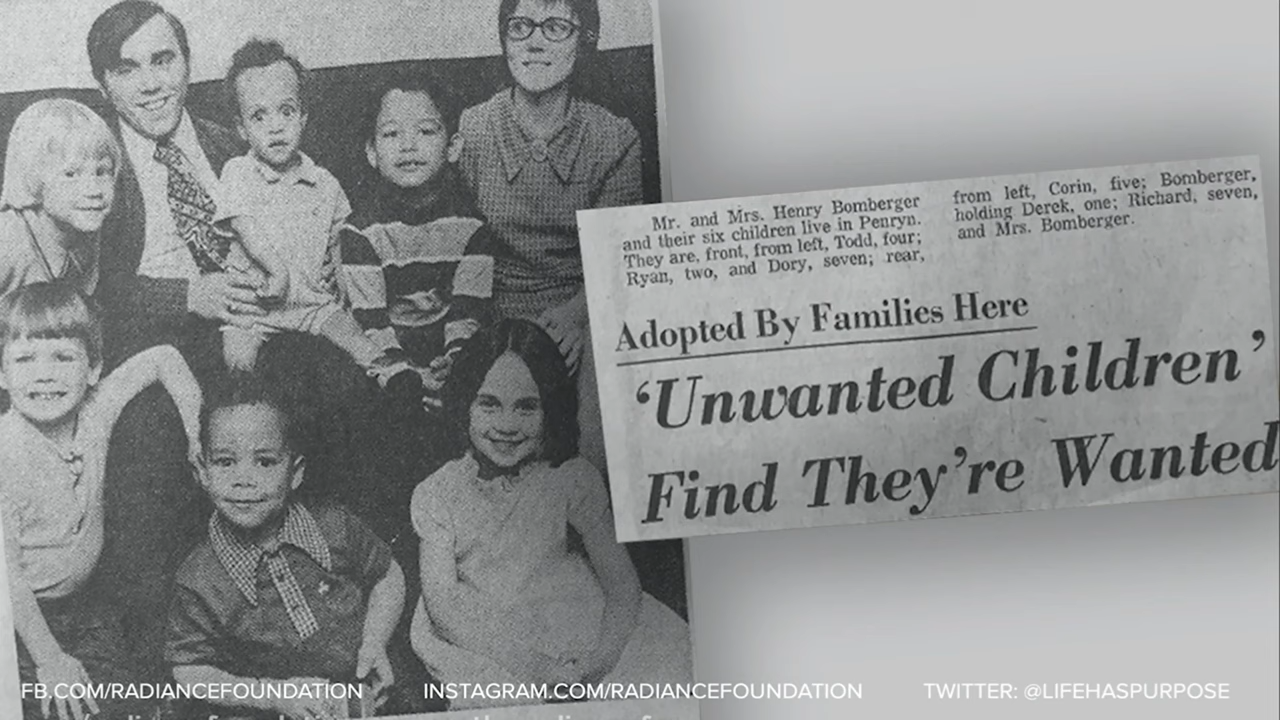 Mr. and Mrs. Henry Bomberger
and their six children live in Penryn.
They are, front, from left, Todd, four;
Ryan, two, and Dory, seven; rear,
from left, Corin, five; Bomberger,
holding Derek, one; Richard, seven,
and Mrs. Bomberger.
Adopted By Families Here
‘Unwanted Children’
Find They’re Wanted
FB.COM/RADIANCEFOUNDATION INSTAGRAM.COM/RADIANCEFOUNDATION TWITTER: @LIFEHASPURPOSE